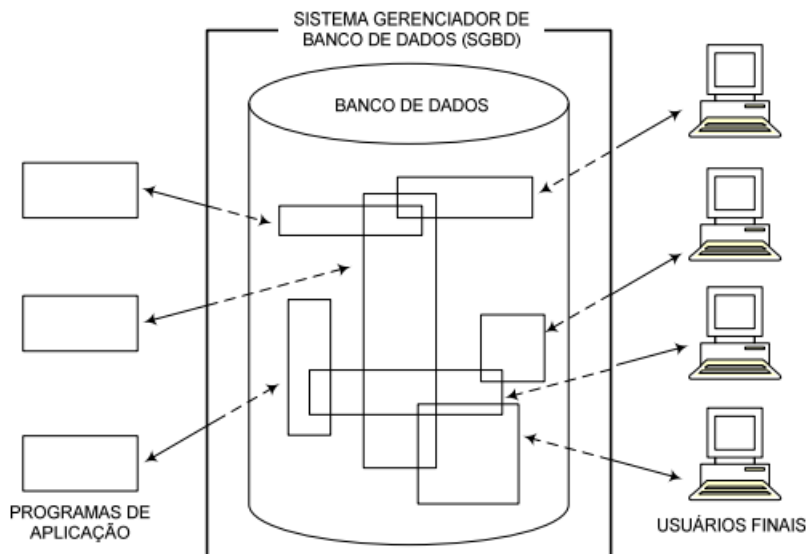 SISTEMA GERENCIADOR DE
BANCO DE DADOS (SGBD)
BANCO DE DADOS
PROGRAMAS DE
APLICAÇÃO
USUÁRIOS FINAIS